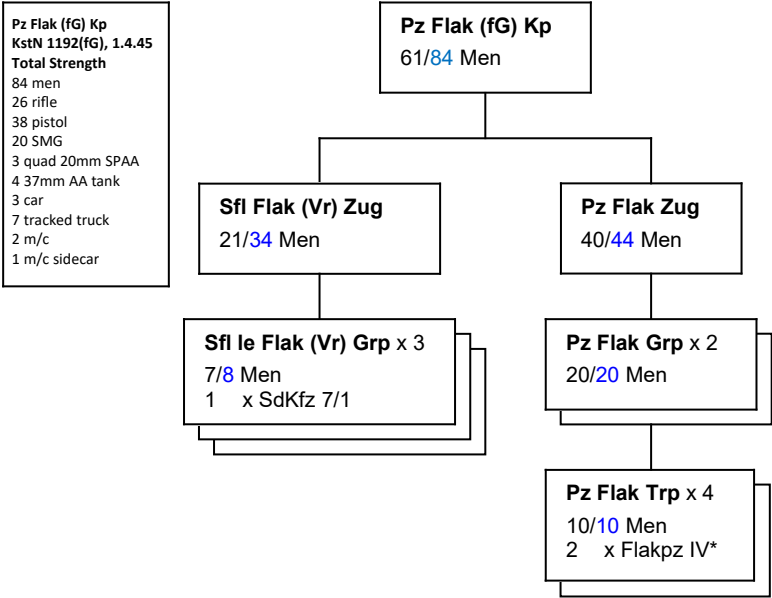 Pz Flak (fG) Kp
KstN 1192(fG), 1.4.45
Total Strength
84 men
26 rifle
38 pistol
20 SMG
3 quad 20mm SPAA
4 37mm AA tank
3 car
7 tracked truck
2 m/c
1 m/c sidecar
Pz Flak (fG) Kp
61/84 Men
Sfl Flak (Vr) Zug
21/34 Men
Pz Flak Zug
40/44 Men
Sfl le Flak (Vr) Grp x 3
7/8 Men
1 x SdKfz 7/1
Pz Flak Grp x 2
20/20 Men
Pz Flak Trp x 4
10/10 Men
2 x Flakpz IV*